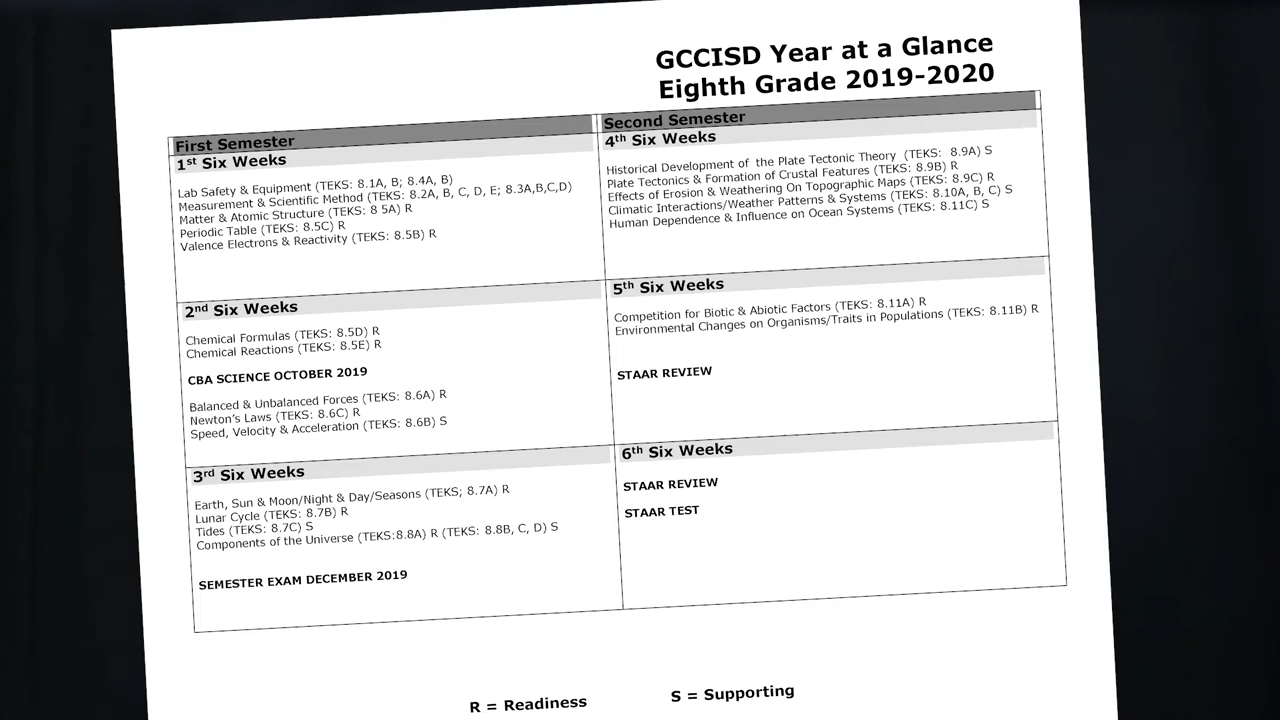 GCCISD Year at a Glance
Eighth Grade 2019-2020
First Semester
1st Six Weeks
Lab Safety & Equipment (TEKS: 8.1A, B; 8.4A, B)
Measurement & Scientific Method (TEKS: 8.2A, B, C, D, E; 8.3A,B,C,D)
Matter & Atomic Structure (TEKS: 8 5A) R
Periodic Table (TEKS: 8.5C) R
Valence Electrons & Reactivity (TEKS: 8.5B) R
2nd Six Weeks
Chemical Formulas (TEKS: 8.5D) R
Chemical Reactions (TEKS: 8.5E) R
CBA SCIENCE OCTOBER 2019
Balanced & Unbalanced Forces (TEKS: 8.6A) R
Newton's Laws (TEKS: 8.6C) R
Speed, Velocity & Acceleration (TEKS: 8.6B) S
3rd Six Weeks
Earth, Sun & Moon/Night & Day/Seasons (TEKS; 8.7A) R
Lunar Cycle (TEKS: 8.7B) R
Tides (TEKS: 8.7C) S
Components of the Universe (TEKS:8.8A) R (TEKS: 8.8B, C, D) S
SEMESTER EXAM DECEMBER 2019
Second Semester
4th Six Weeks
Historical Development of the Plate Tectonic Theory (TEKS: 8.9A) S
Plate Tectonics & Formation of Crustal Features (TEKS: 8.9B) R
Effects of Erosion & Weathering On Topographic Maps (TEKS: 8.9C) R
Climatic Interactions/Weather Patterns & Systems (TEKS: 8.10A, B, C) S
Human Dependence & Influence on Ocean Systems (TEKS: 8.11C) S
5th Six Weeks
Competition for Biotic & Abiotic Factors (TEKS: 8.11A) R
Environmental Changes on Organisms/Traits in Populations (TEKS: 8.11B) R
STAAR REVIEW
6th Six Weeks
STAAR REVIEW
STAAR TEST
R = Readiness
S = Supporting